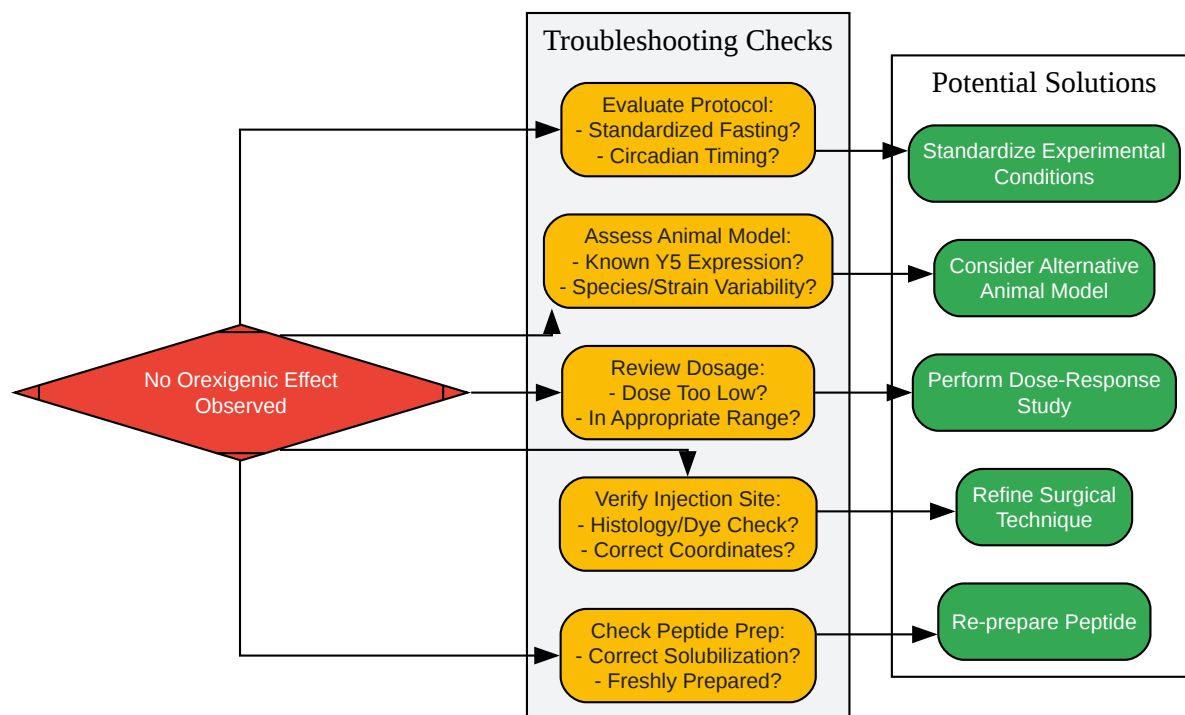 Troubleshooting Checks
Evaluate Protocol:
- Standardized Fasting?
- Circadian Timing?
Assess Animal Model:
- Known Y5 Expression?
- Species/Strain Variability?
No Orexigenic Effect
Observed
Review Dosage:
- Dose Too Low?
- In Appropriate Range?
Verify Injection Site:
- Histology/Dye Check?
- Correct Coordinates?
Check Peptide Prep:
- Correct Solubilization?
- Freshly Prepared?
Potential Solutions
Standardize Experimental
Conditions
Consider Alternative
Animal Model
Perform Dose-Response
Study
Refine Surgical
Technique
Re-prepare Peptide